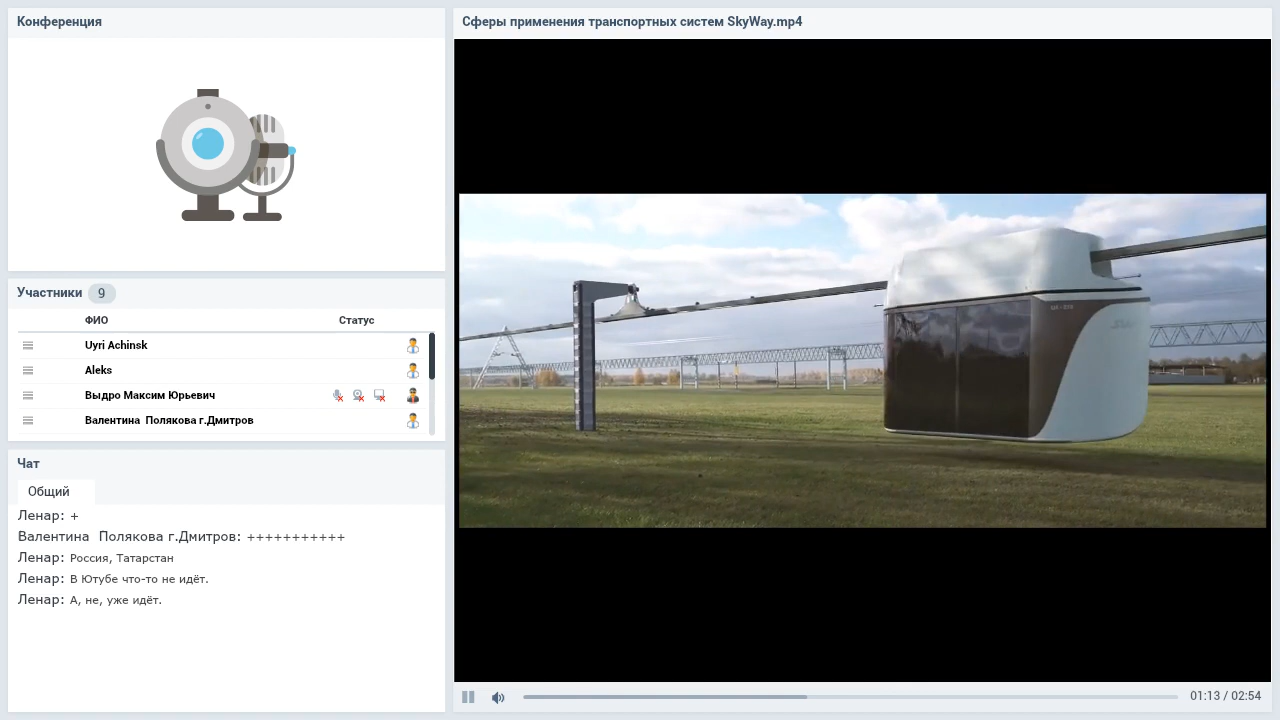 Конференция
Участники 9
ФИО Статус
Uyri Achinsk
Aleks
Выдро Максим Юрьевич
Валентина Полякова г.Дмитров
Чат
Общий
Ленар: +
Валентина Полякова г.Дмитров: +++++++++++
Ленар: Россия, Татарстан
Ленар: В Ютубе что-то не идёт.
Ленар: А, не, уже идёт.
Сферы применения транспортных систем SkyWay.mp4
01:13 / 02:54